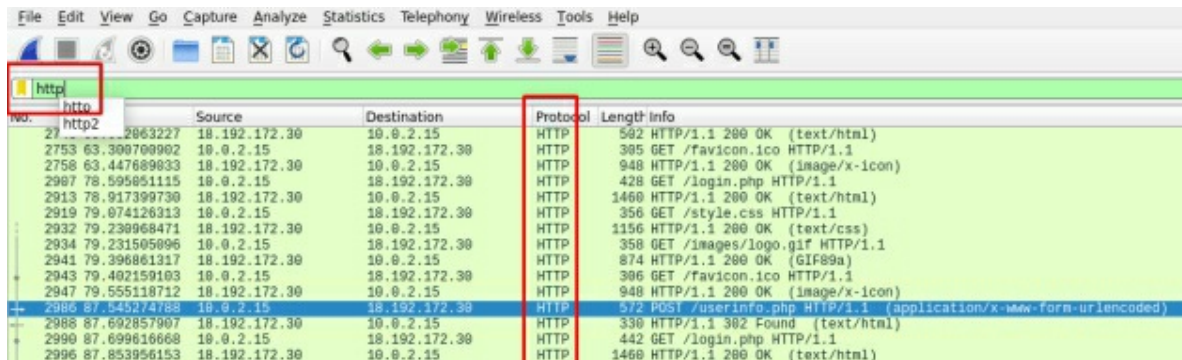 File Edit View Go Capture Analyze Statistics Telephony Wireless Tools Help
http
http
http2
No. Source Destination Protocol Length Info
2063227 18.192.172.30 10.0.2.15 HTTP 502 HTTP/1.1 200 OK (text/html)
2753 63.300700902 10.0.2.15 18.192.172.30 HTTP 305 GET /favicon.ico HTTP/1.1
2758 63.447689033 18.192.172.30 10.0.2.15 HTTP 948 HTTP/1.1 200 OK (image/x-icon)
2907 78.595051115 10.0.2.15 18.192.172.30 HTTP 428 GET /login.php HTTP/1.1
2913 78.917399730 18.192.172.30 10.0.2.15 HTTP 1460 HTTP/1.1 200 OK (text/html)
2919 79.074126313 10.0.2.15 18.192.172.30 HTTP 356 GET /style.css HTTP/1.1
2932 79.230968471 18.192.172.30 10.0.2.15 HTTP 1156 HTTP/1.1 200 OK (text/css)
2934 79.231505096 10.0.2.15 18.192.172.30 HTTP 358 GET /images/logo.gif HTTP/1.1
2941 79.396861317 18.192.172.30 10.0.2.15 HTTP 874 HTTP/1.1 200 OK (GIF89a)
2943 79.402159103 10.0.2.15 18.192.172.30 HTTP 306 GET /favicon.ico HTTP/1.1
2947 79.555118712 18.192.172.30 10.0.2.15 HTTP 948 HTTP/1.1 200 OK (image/x-icon)
2986 87.545274788 10.0.2.15 18.192.172.30 HTTP 572 POST /userinfo.php HTTP/1.1 (application/x-www-form-urlencoded)
2988 87.692857907 18.192.172.30 10.0.2.15 HTTP 330 HTTP/1.1 302 Found (text/html)
2990 87.699616668 10.0.2.15 18.192.172.30 HTTP 442 GET /login.php HTTP/1.1
2996 87.853956153 18.192.172.30 10.0.2.15 HTTP 1460 HTTP/1.1 200 OK (text/html)